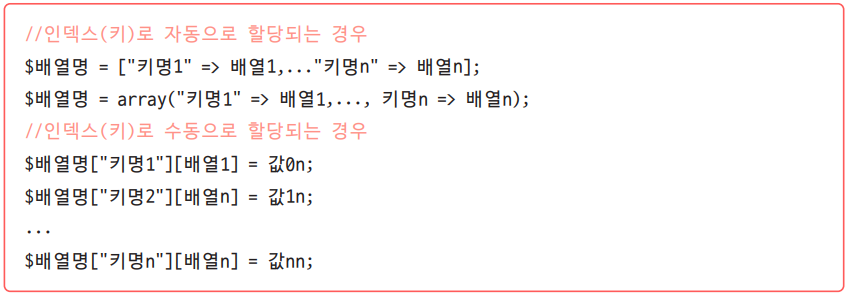 //인덱스(키)로 자동으로 할당되는 경우
$배열명 = ["키명1" => 배열1,..."키명n" => 배열n];
$배열명 = array("키명1" => 배열1,..., 키명n => 배열n);
//인덱스(키)로 수동으로 할당되는 경우
$배열명["키명1"][배열1] = 값0n;
$배열명["키명2"][배열n] = 값1n;
...
$배열명["키명n"][배열n] = 값nn;